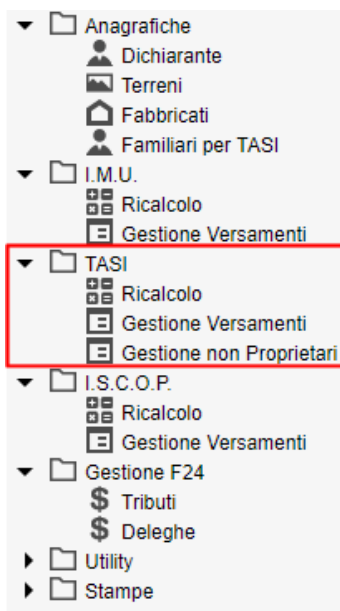 Anagrafiche
Dichiarante
Terreni
Fabbricati
Familiari per TASI
I.M.U.
Ricalcolo
Gestione Versamenti
TASI
Ricalcolo
Gestione Versamenti
Gestione non Proprietari
I.S.C.O.P.
Ricalcolo
Gestione Versamenti
Gestione F24
Tributi
Deleghe
Utility
Stampe